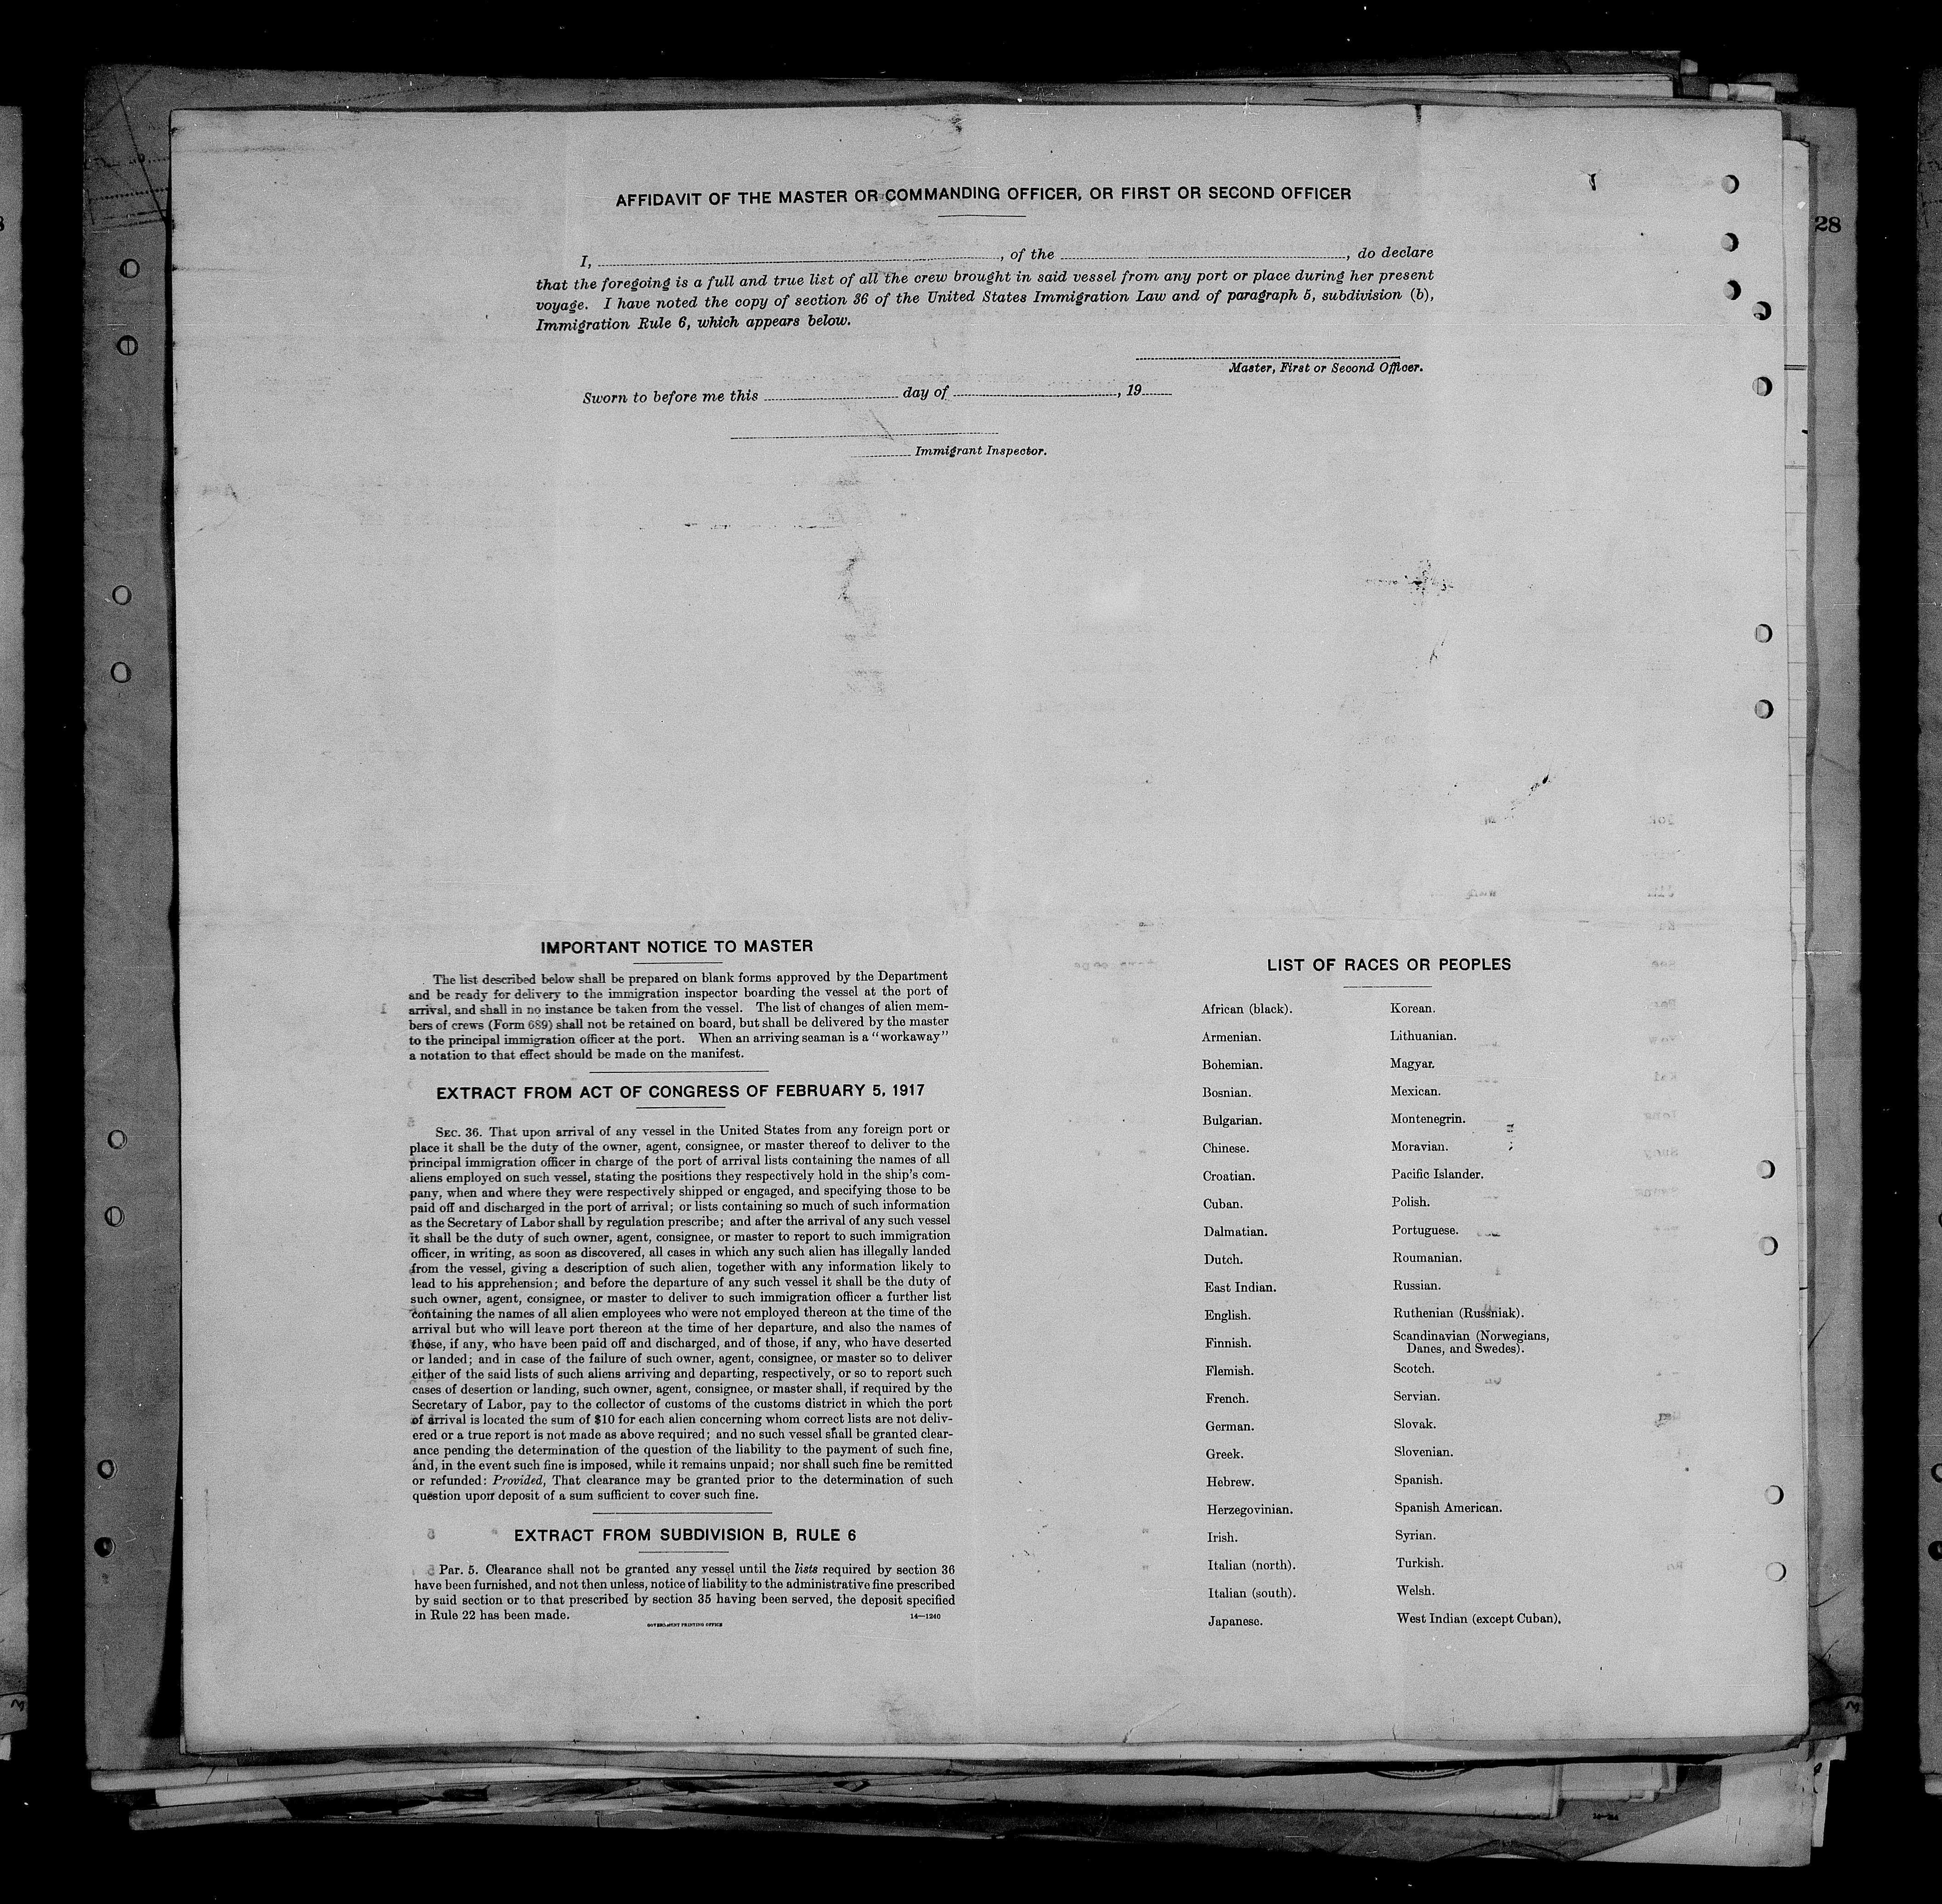 AFFIDAVIT OF THE MASTER OR COMMANDING OFFICER, OR FIRST OR SECOND OFFICER
I, , of the , do declare
that the foregoing is a full and true list of all the crew brought in said vessel from any port or place during her present
voyage. I have noted the copy of section 36 of the United States Immigration Law and of paragraph 5, subdivision (b),
Immigration Rule 6, which appears below.
Master, First or Second Officer.
Sworn to before me this day of , 19
Immigrant Inspector.
28
IMPORTANT NOTICE TO MASTER
The list described below shall be prepared on blank forms approved by the Department
and be ready for delivery to the immigration inspector boarding the vessel at the port of
arrival, and shall in no instance be taken from the vessel. The list of changes of alien mem-
bers of crews (Form 689) shall not be retained on board, but shall be delivered by the master
to the principal immigration officer at the port. When an arriving seaman is a "workaway"
a notation to that effect should be made on the manifest.
EXTRACT FROM ACT OF CONGRESS OF FEBRUARY 5, 1917
SEC. 36. That upon arrival of any vessel in the United States from any foreign port or
place it shall be the duty of the owner, agent, consignee, or master thereof to deliver to the
principal immigration officer in charge of the port of arrival lists containing the names of all
aliens employed on such vessel, stating the positions they respectively hold in the ship's com-
pany, when and where they were respectively shipped or engaged, and specifying those to be
paid off and discharged in the port of arrival; or lists containing so much of such information
as the Secretary of Labor shall by regulation prescribe; and after the arrival of any such vessel
it shall be the duty of such owner, agent, consignee, or master to report to such immigration
officer, in writing, as soon as discovered, all cases in which any such alien has illegally landed
from the vessel, giving a description of such alien, together with any information likely to
lead to his apprehension; and before the departure of any such vessel it shall be the duty of
such owner, agent, consignee, or master to deliver to such immigration officer a further list
containing the names of all alien employees who were not employed thereon at the time of the
arrival but who will leave port thereon at the time of her departure, and also the names of
those, if any, who have been paid off and discharged, and of those, if any, who have deserted
or landed; and in case of the failure of such owner, agent, consignee, or master so to deliver
either of the said lists of such aliens arriving and departing, respectively, or so to report such
cases of desertion or landing, such owner, agent, consignee, or master shall, if required by the
Secretary of Labor, pay to the collector of customs of the customs district in which the port
of arrival is located the sum of $10 for each alien concerning whom correct lists are not deliv-
ered or a true report is not made as above required; and no such vessel shall be granted clear-
ance pending the determination of the question of the liability to the payment of such fine,
and, in the event such fine is imposed, while it remains unpaid; nor shall such fine be remitted
or refunded: Provided, That clearance may be granted prior to the determination of such
question upon deposit of a sum sufficient to cover such fine.
EXTRACT FROM SUBDIVISION B, RULE 6
Par. 5. Clearance shall not be granted any vessel until the lists required by section 36
have been furnished, and not then unless, notice of liability to the administrative fine prescribed
by said section or to that prescribed by section 35 having been served, the deposit specified
in Rule 22 has been made. 14—1240
GOVERNMENT PRINTING OFFICE
LIST OF RACES OR PEOPLES
African (black).
Armenian.
Bohemian.
Bosnian.
Bulgarian.
Chinese.
Croatian.
Cuban.
Dalmatian.
Dutch.
East Indian.
English.
Finnish.
Flemish.
French.
German.
Greek.
Hebrew.
Herzegovinian.
Irish.
Italian (north).
Italian (south).
Japanese.
Korean.
Lithuanian.
Magyar.
Mexican.
Montenegrin.
Moravian.
Pacific Islander.
Polish.
Portuguese.
Roumanian.
Russian.
Ruthenian (Russniak).
Scandinavian (Norwegians,
Danes, and Swedes).
Scotch.
Servian.
Slovak.
Slovenian.
Spanish.
Spanish American.
Syrian.
Turkish.
Welsh.
West Indian (except Cuban).